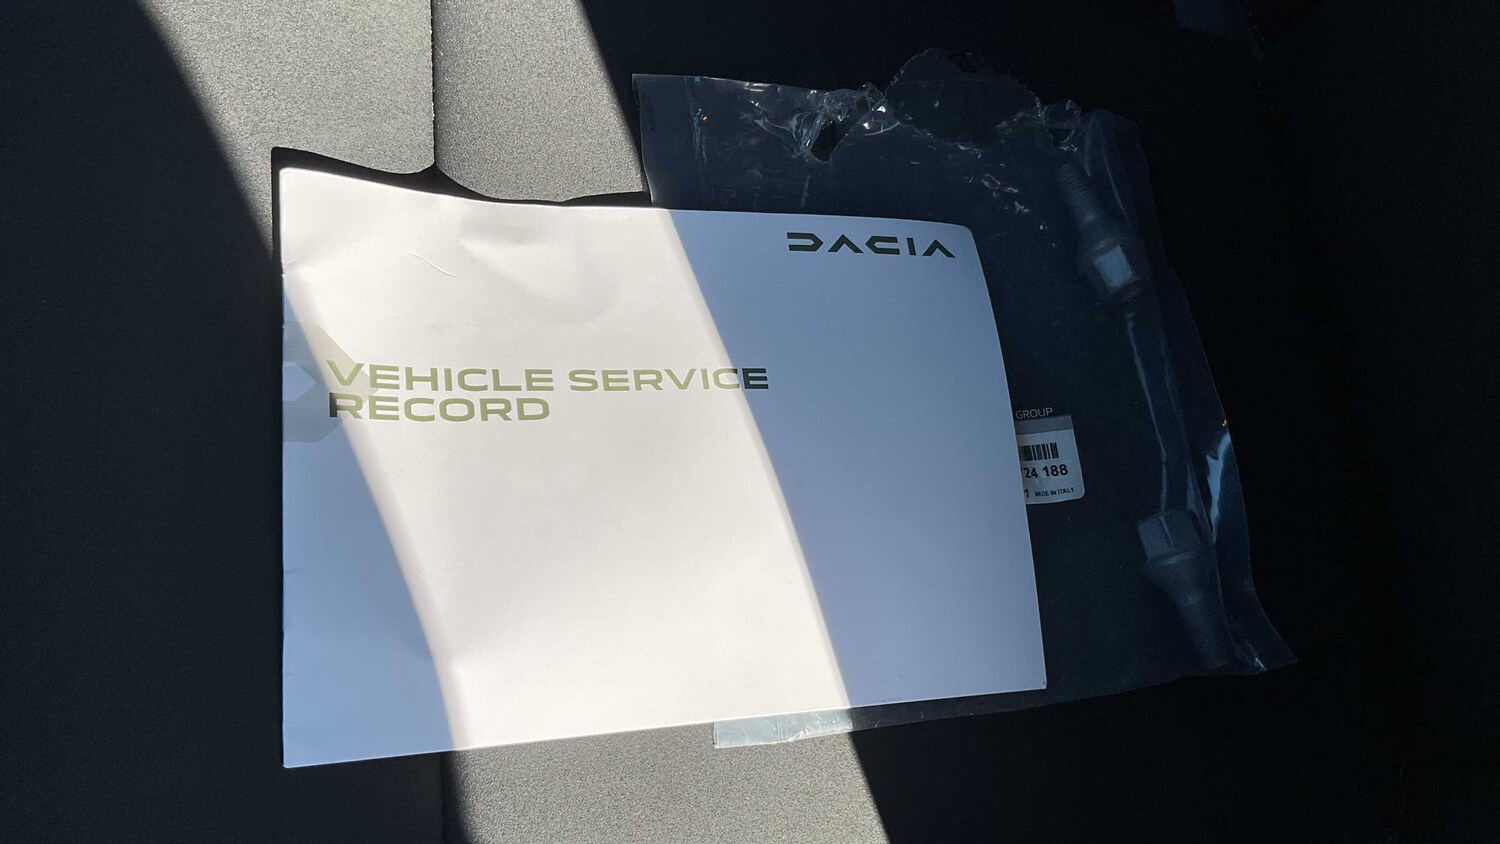 DACIA
VEHICLE SERVICE
RECORD
GROUP
24 188
MADE IN ITALY